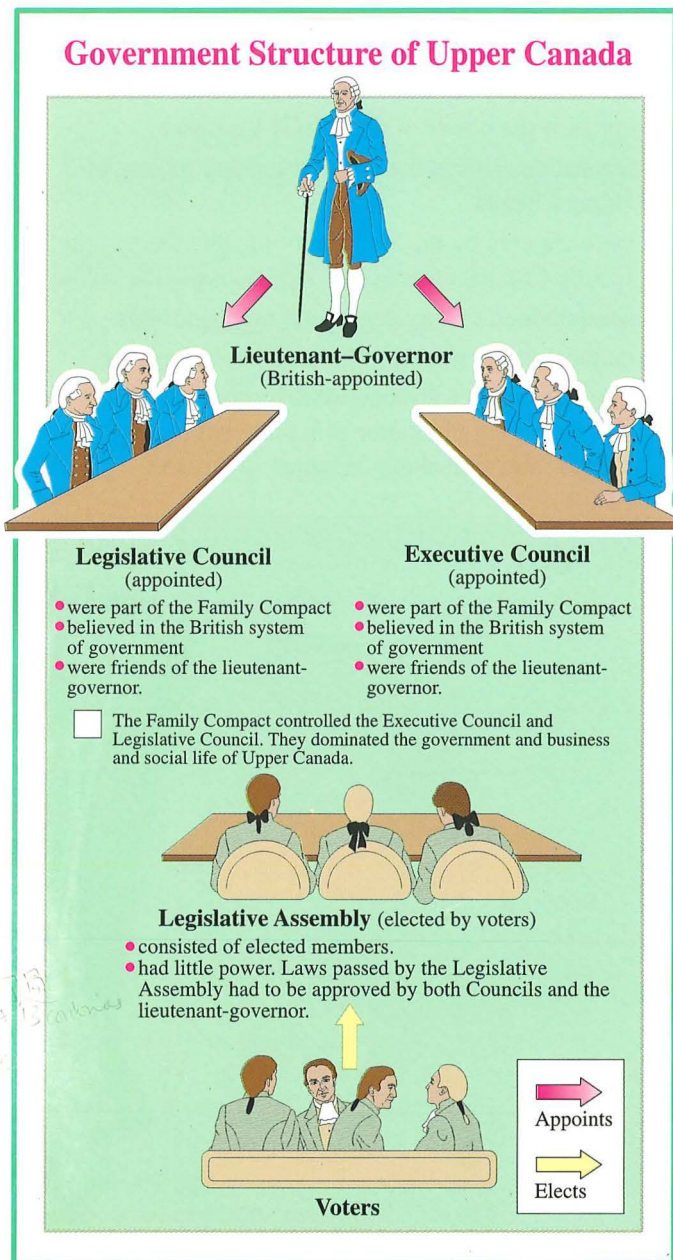 Government Structure of Upper Canada
Lieutenant–Governor
(British-appointed)
Legislative Council
(appointed)
• were part of the Family Compact
• believed in the British system
of government
• were friends of the lieutenant-
governor.
Executive Council
(appointed)
• were part of the Family Compact
• believed in the British system
of government
• were friends of the lieutenant-
governor.
The Family Compact controlled the Executive Council and
Legislative Council. They dominated the government and business
and social life of Upper Canada.
Legislative Assembly (elected by voters)
• consisted of elected members.
• had little power. Laws passed by the Legislative
Assembly had to be approved by both Councils and the
lieutenant-governor.
Voters
Appoints
Elects